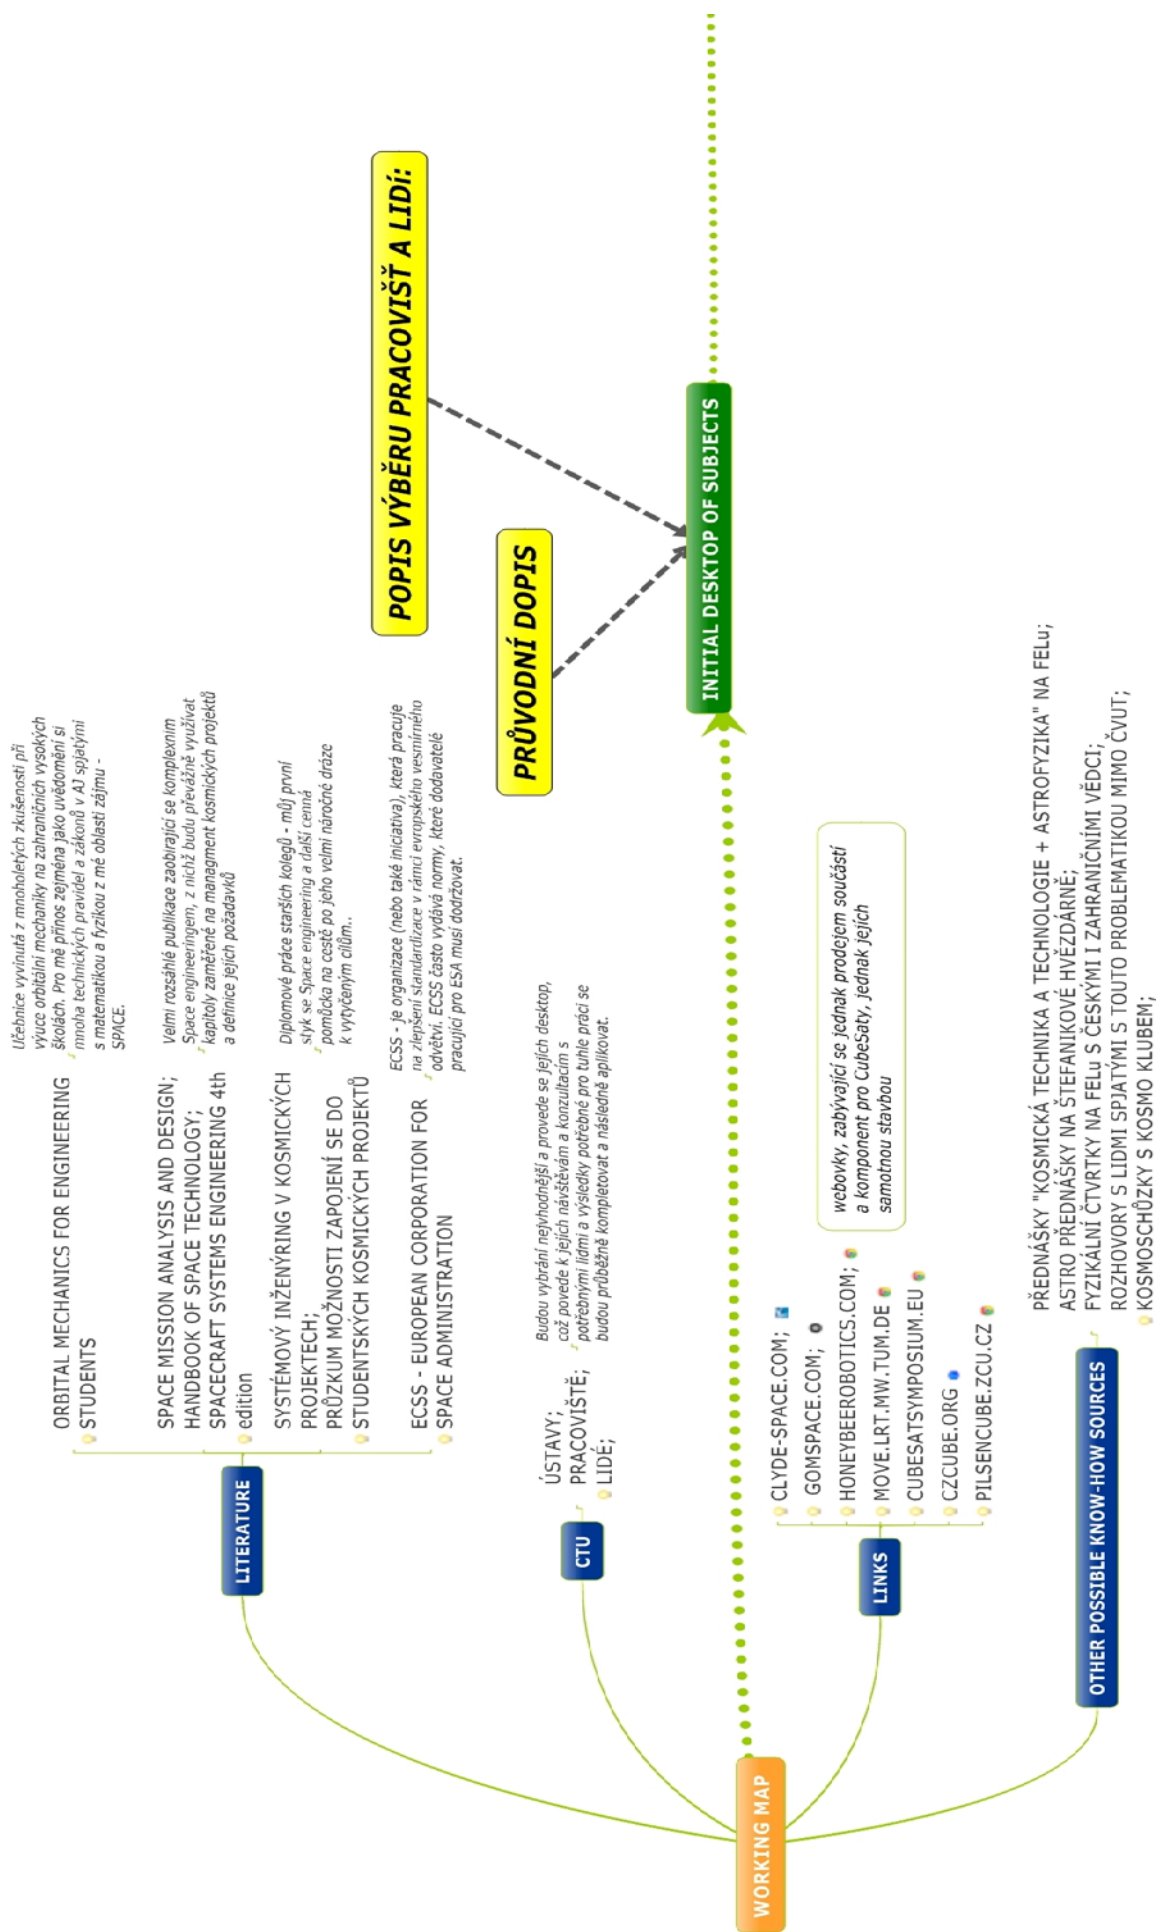 WORKING MAP
LITERATURE
ORBITAL MECHANICS FOR ENGINEERING
STUDENTS
Učebnice vyvinutá z mnoholetých zkušeností při
výuce orbitální mechaniky na zahraničních vysokých
školách. Pro mě přínos zejména jako uvědomění si
mnoha technických pravidel a zákonů v AJ spjatými
s matematikou a fyzikou z mé oblasti zájmu -
SPACE.
SPACE MISSION ANALYSIS AND DESIGN;
HANDBOOK OF SPACE TECHNOLOGY;
SPACECRAFT SYSTEMS ENGINEERING 4th
edition
Velmi rozsáhlé publikace zaobírající se komplexním
Space engineeringem, z nichž budu převážně využívat
kapitoly zaměřené na managment kosmických projektů
a definice jejich požadavků
SYSTÉMOVÝ INŽENÝRING V KOSMICKÝCH
PROJEKTECH;
PRŮZKUM MOŽNOSTI ZAPOJENÍ SE DO
STUDENTSKÝCH KOSMICKÝCH PROJEKTŮ
Diplomové práce starších kolegů - můj první
styk se Space engineering a další cenná
pomůcka na cestě po jeho velmi náročné dráze
k vytyčeným cílům..
ECSS - EUROPEAN CORPORATION FOR
SPACE ADMINISTRATION
ECSS - je organizace (nebo také iniciativa), která pracuje
na zlepšení standardizace v rámci evropského vesmírného
odvětví. ECSS často vydává normy, které dodavatelé
pracující pro ESA musí dodržovat.
CTU
ÚSTAVY;
PRACOVIŠTĚ;
LIDÉ;
Budou vybrání nejvhodnější a provede se jejich desktop,
což povede k jejich návštěvám a konzultacím s
potřebnými lidmi a výsledky potřebné pro tuhle práci se
budou průběžně kompletovat a následně aplikovat.
POPIS VÝBĚRU PRACOVIŠŤ A LIDí:
PRŮVODNÍ DOPIS
INITIAL DESKTOP OF SUBJECTS
LINKS
CLYDE-SPACE.COM;
GOMSPACE.COM;
HONEYBEEROBOTICS.COM;
MOVE.LRT.MW.TUM.DE
CUBESATSYMPOSIUM.EU
CZCUBE.ORG
PILSENCUBE.ZCU.CZ
webovky, zabývající se jednak prodejem součástí
a komponent pro CubeSaty, jednak jejich
samotnou stavbou
OTHER POSSIBLE KNOW-HOW SOURCES
PŘEDNÁŠKY "KOSMICKÁ TECHNIKA A TECHNOLOGIE + ASTROFYZIKA" NA FELu;
ASTRO PŘEDNÁŠKY NA ŠTEFANIKOVĚ HVĚZDÁRNĚ;
FYZIKÁLNÍ ČTVRTKY NA FELu S ČESKÝMI I ZAHRANIČNÍMI VĚDCI;
ROZHOVORY S LIDMI SPJATÝMI S TOUTO PROBLEMATIKOU MIMO ČVUT;
KOSMOSCHŮZKY S KOSMO KLUBEM;